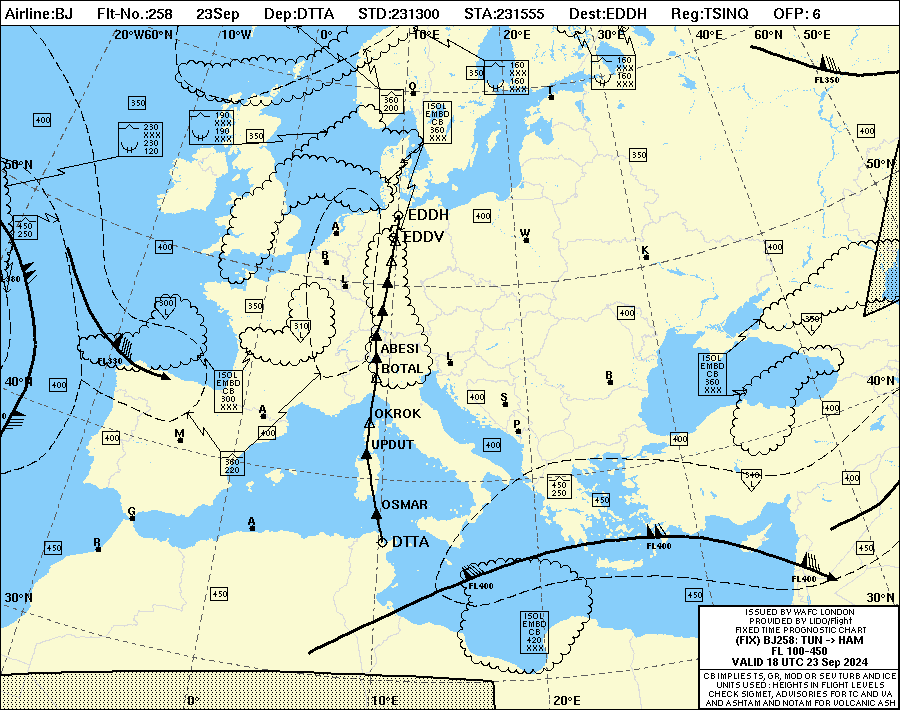 Airline:BJ Flt-No.:258 23Sep Dep:DTTA STD:231300 STA:231555 Dest:EDDH Reg:TSINQ OFP: 6
20°W 60°N 10°W 0° 10°E 20°E 30°E 40°E 60°N 50°E
FL350
350
160
XXX
160
XXX
160
XXX
160
XXX
O
T
350
400
360
200
ISOL
EMBD
CB
360
XXX
190
XXX
190
XXX
230
XXX
230
120
350
400
350
50°N
50°N
450
250
EDDH
400
A
EDDV
W
400
B
K
400
L
FL380
300
L
350
310
L
400
350
L
FL330
ABESI
L
BOTAL
ISOL
EMBD
CB
300
XXX
ISOL
EMBD
CB
360
XXX
40°N
400
B
40°N
A
OKROK
400
S
400
M
400
400
P
UPDUT
400
400
360
220
450
250
340
L
400
OSMAR
450
G
A
R
450
DTTA
FL400
450
FL400
FL400
30°N
450
450
30°N
ISOL
EMBD
CB
420
XXX
ISSUED BY WAFC LONDON
PROVIDED BY LIDO/Flight
FIXED TIME PROGNOSTIC CHART
(FIX) BJ258: TUN -> HAM
FL 100-450
VALID 18 UTC 23 Sep 2024
CB IMPLIES TS, GR, MOD OR SEV TURB AND ICE
UNITS USED : HEIGHTS IN FLIGHT LEVELS
CHECK SIGMET, ADVISORIES FOR TC AND VA
AND ASHTAM AND NOTAM FOR VOLCANIC ASH
0° 10°E 20°E